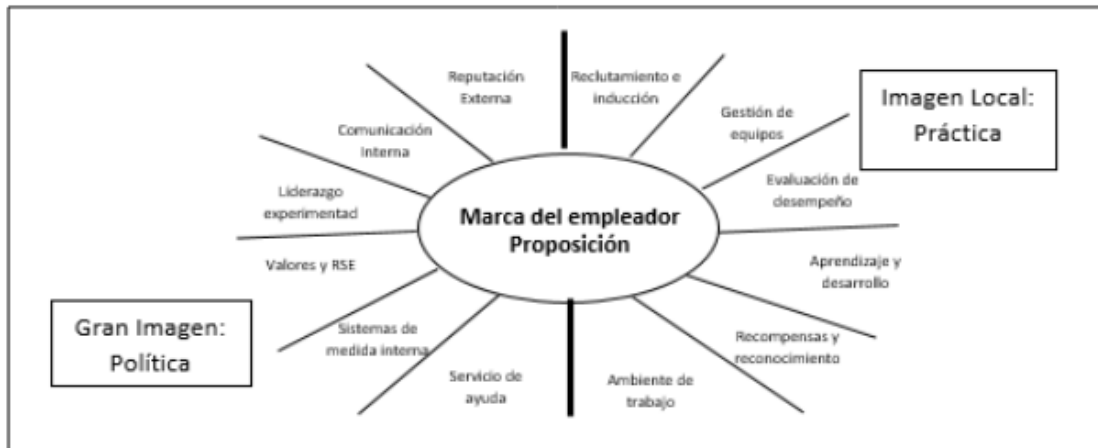 Reputación
Externa
Reclutamiento e
inducción
Imagen Local:
Práctica
Gestión de
equipos
Comunicación
Interna
Evaluación de
desempeño
Liderazgo
experimentad
Marca del empleador
Proposición
Valores y RSE
Aprendizaje y
desarrollo
Gran Imagen:
Política
Sistemas de
medida interna
Recompensas y
reconocimiento
Servicio de
ayuda
Ambiente de
trabajo